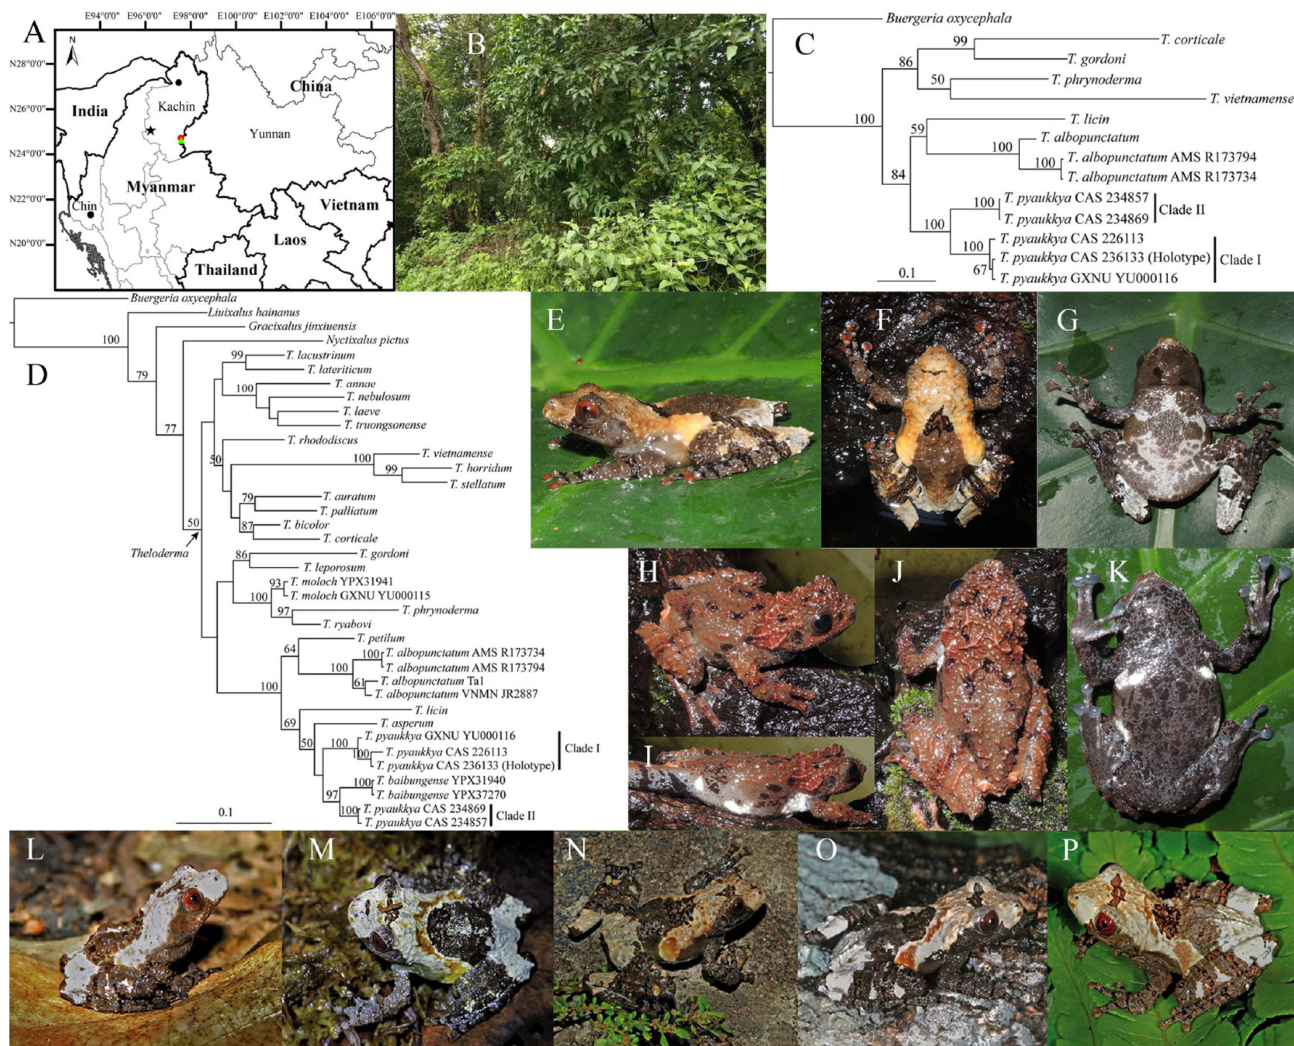 A
E94°0'0" E96°0'0" E98°0'0" E100°0'0" E102°0'0" E104°0'0" E106°0'0"
N
N28°0'0"
N26°0'0"
N24°0'0"
N22°0'0"
N20°0'0"
China
Kachin
India
Yunnan
Myanmar
Chin
Vietnam
Laos
Thailand
B
C
Buergeria oxycephala
99
T. corticale
86
T. gordoni
50
T. phrynoderma
T. vietnamense
100
T. licin
59
T. albopunctatum
100
T. albopunctatum AMS R173794
100
T. albopunctatum AMS R173734
84
T. pyaukkya CAS 234857
100
Clade II
T. pyaukkya CAS 234869
100
T. pyaukkya CAS 226113
100
T. pyaukkya CAS 236133 (Holotype)
Clade I
67
T. pyaukkya GXNU YU000116
0.1
D
Buergeria oxycephala
Liuixalus hainanus
100
Gracixalus jinxiuensis
79
Nyctixalus pictus
77
99
T. lacustrinum
T. lateriticum
T. annae
100
T. nebulosum
T. laeve
T. truongsonense
T. rhododiscus
50
T. vietnamense
100
T. horridum
99
T. stellatum
T. auratum
79
T. palliatum
T. bicolor
87
T. corticale
50
Theloderma
T. gordoni
86
T. leporosum
T. moloch YPX31941
93
T. moloch GXNU YU000115
100
T. phrynoderma
97
T. ryabovi
T. petilum
64
T. albopunctatum AMS R173734
100
T. albopunctatum AMS R173794
100
T. albopunctatum Ta1
61
T. albopunctatum VNMN JR2887
100
T. licin
69
T. asperum
50
T. pyaukkya GXNU YU000116
100
T. pyaukkya CAS 226113
Clade I
100
T. pyaukkya CAS 236133 (Holotype)
T. baibungense YPX31940
100
T. baibungense YPX37270
97
T. pyaukkya CAS 234869
100
Clade II
T. pyaukkya CAS 234857
0.1
E
F
G
H
I
J
K
L
M
N
O
P